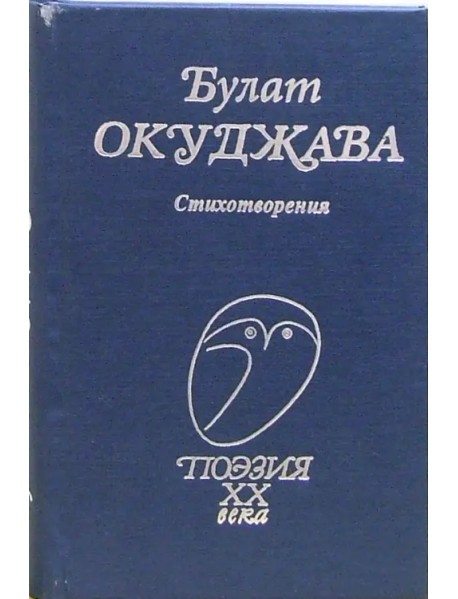 Булат
ОКУДЖАВА
Стихотворения
ПОЭЗИЯ
XX
века